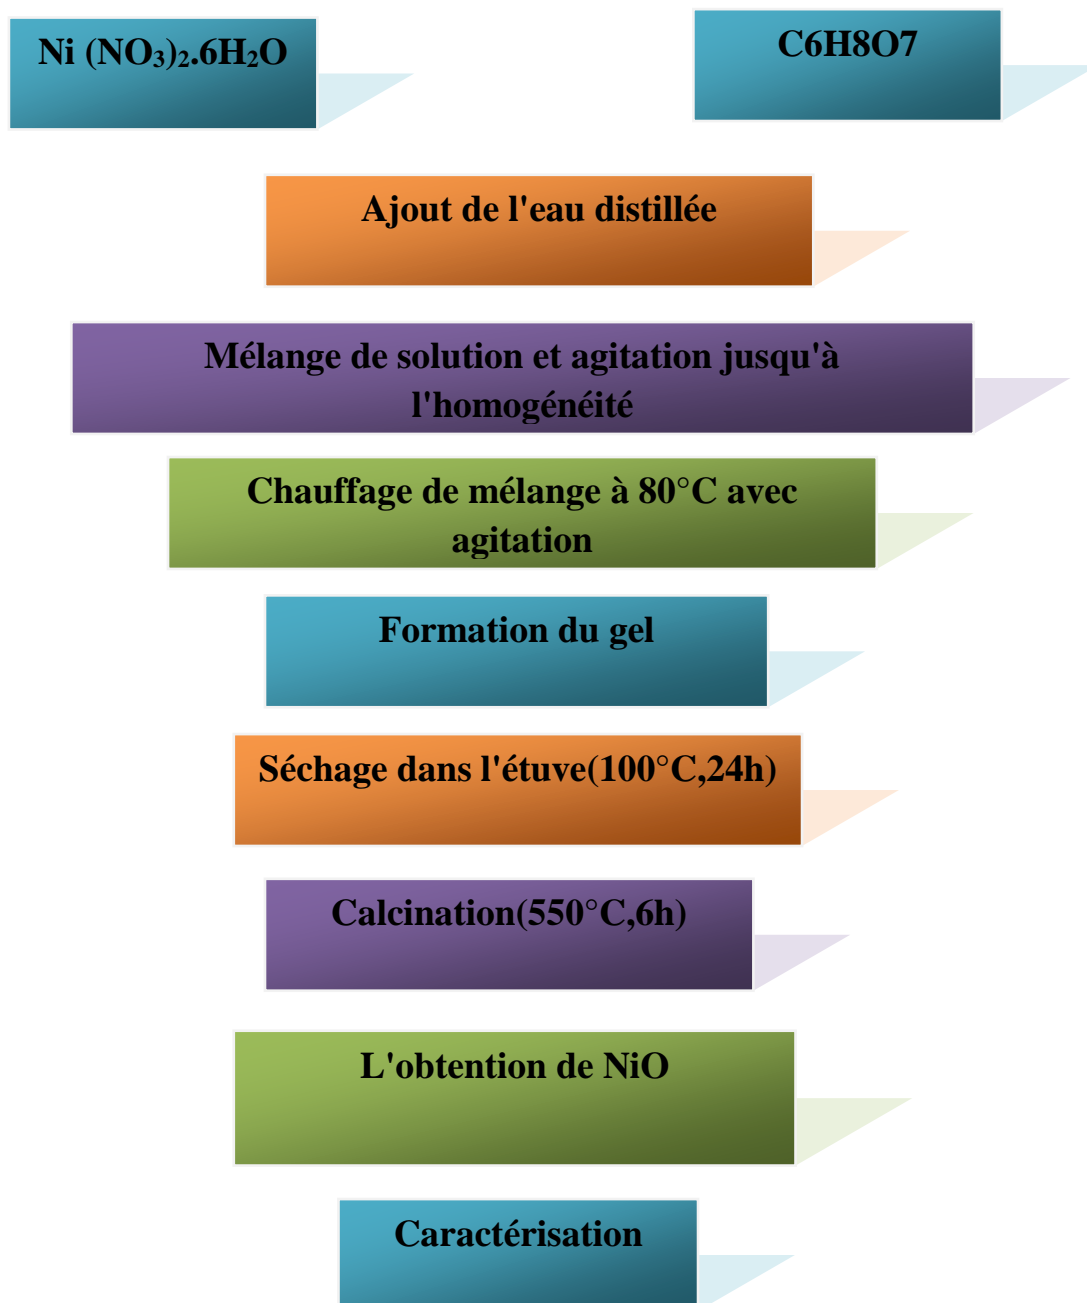 Ni (NO₃)₂.6H₂O
C6H8O7
Ajout de l'eau distillée
Mélange de solution et agitation jusqu'à
l'homogénéité
Chauffage de mélange à 80°C avec
agitation
Formation du gel
Séchage dans l'étuve(100°C,24h)
Calcination(550°C,6h)
L'obtention de NiO
Caractérisation